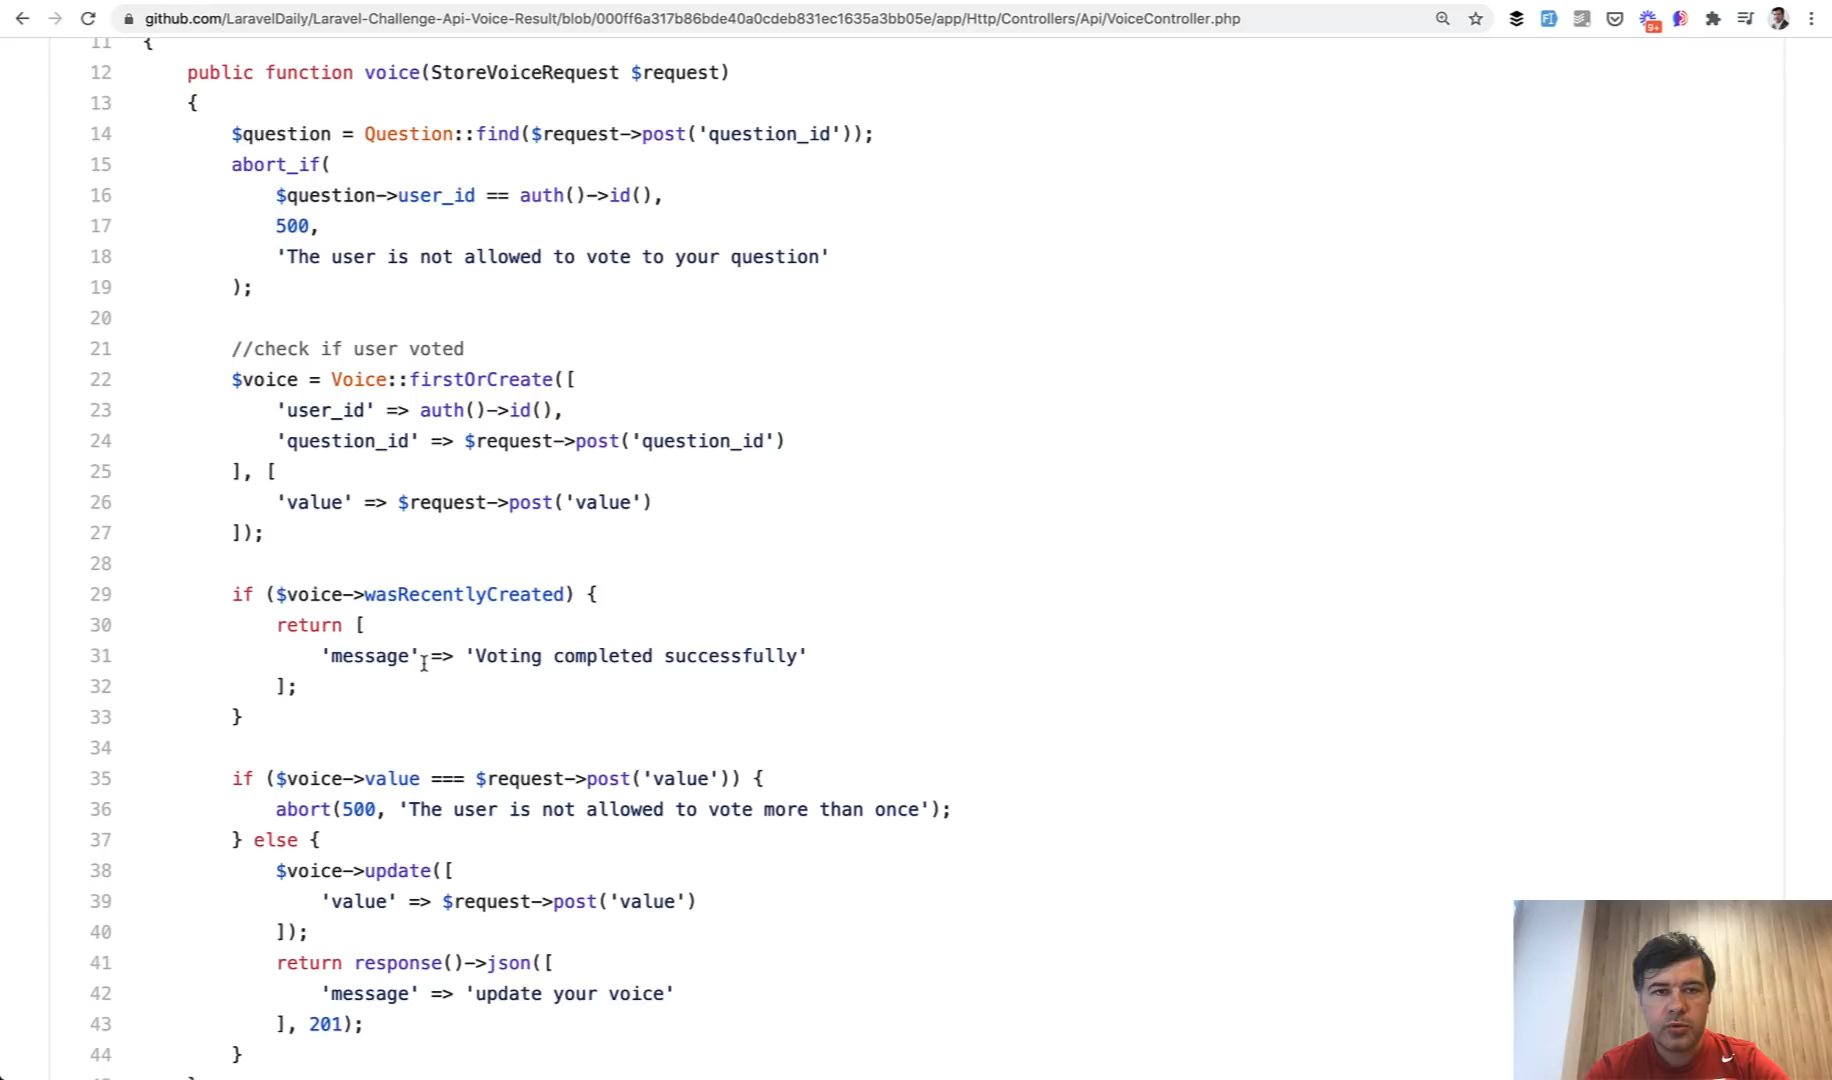 github.com/LaravelDaily/Laravel-Challenge-Api-Voice-Result/blob/000ff6a317b86bde40a0cdeb831ec1635a3bb05e/app/Http/Controllers/Api/VoiceController.php
9+
11 {
12 public function voice(StoreVoiceRequest $request)
13 {
14 $question = Question::find($request->post('question_id'));
15 abort_if(
16 $question->user_id == auth()->id(),
17 500,
18 'The user is not allowed to vote to your question'
19 );
20
21 //check if user voted
22 $voice = Voice::firstOrCreate([
23 'user_id' => auth()->id(),
24 'question_id' => $request->post('question_id')
25 ], [
26 'value' => $request->post('value')
27 ]);
28
29 if ($voice->wasRecentlyCreated) {
30 return [
31 'message' => 'Voting completed successfully'
32 ];
33 }
34
35 if ($voice->value === $request->post('value')) {
36 abort(500, 'The user is not allowed to vote more than once');
37 } else {
38 $voice->update([
39 'value' => $request->post('value')
40 ]);
41 return response()->json([
42 'message' => 'update your voice'
43 ], 201);
44 }